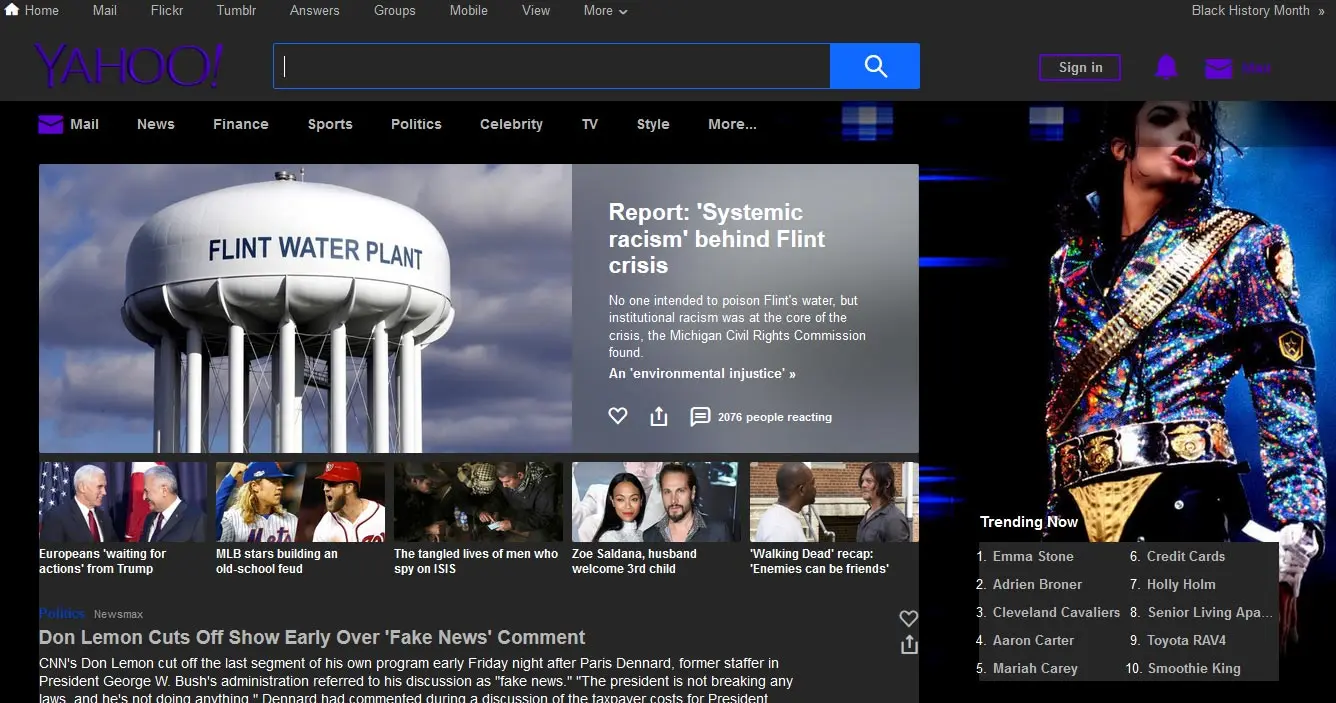 Home Mail Flickr Tumblr Answers Groups Mobile View More Black History Month »
YAHOO!
Sign in
Mail News Finance Sports Politics Celebrity TV Style More...
FLINT WATER PLANT
Report: 'Systemic
racism' behind Flint
crisis
No one intended to poison Flint's water, but
institutional racism was at the core of the
crisis, the Michigan Civil Rights Commission
found.
An 'environmental injustice' »
2076 people reacting
Mets
Europeans 'waiting for
actions' from Trump
MLB stars building an
old-school feud
The tangled lives of men who
spy on ISIS
Zoe Saldana, husband
welcome 3rd child
'Walking Dead' recap:
'Enemies can be friends'
Politics Newsmax
Don Lemon Cuts Off Show Early Over 'Fake News' Comment
CNN's Don Lemon cut off the last segment of his own program early Friday night after Paris Dennard, former staffer in
President George W. Bush's administration referred to his discussion as "fake news." "The president is not breaking any
laws, and he's not doing anything," Dennard had commented during a discussion of the taxpayer costs for President
Trending Now
1. Emma Stone
2. Adrien Broner
3. Cleveland Cavaliers
4. Aaron Carter
5. Mariah Carey
6. Credit Cards
7. Holly Holm
8. Senior Living Apa...
9. Toyota RAV4
10. Smoothie King